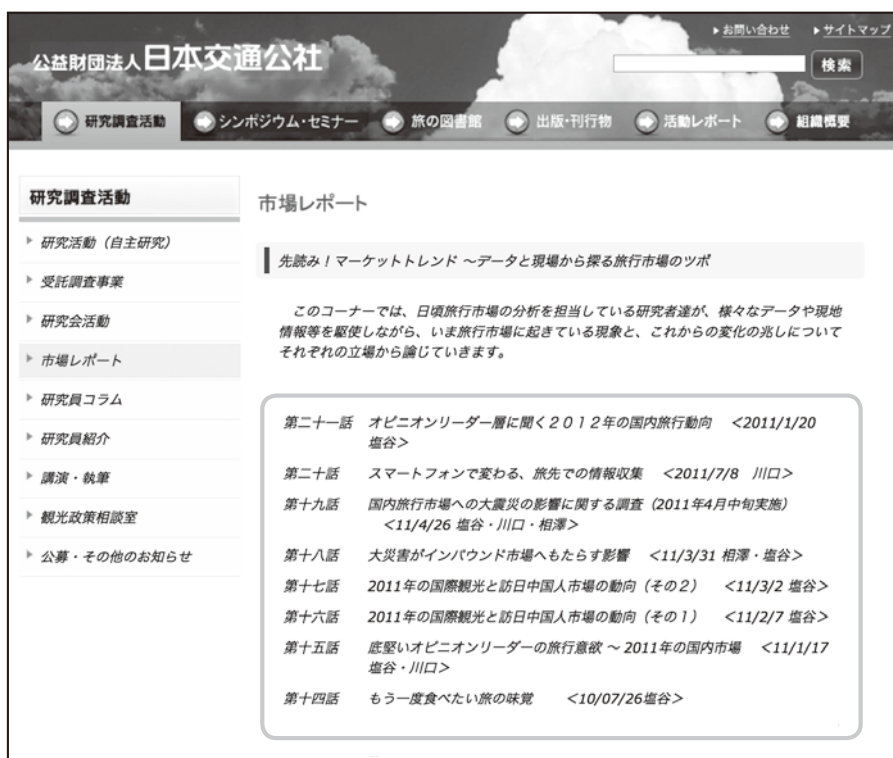 お問い合わせ サイトマップ
公益財団法人日本交通公社
検索
研究調査活動 シンポジウム・セミナー 旅の図書館 出版・刊行物 活動レポート 組織概要
研究調査活動
研究活動（自主研究）
受託調査事業
研究会活動
市場レポート
研究員コラム
研究員紹介
講演・執筆
観光政策相談室
公募・その他のお知らせ
市場レポート
先読み！マーケットトレンド 〜データと現場から探る旅行市場のツボ
このコーナーでは、日頃旅行市場の分析を担当している研究者達が、様々なデータや現地
情報等を駆使しながら、いま旅行市場に起きている現象と、これからの変化の兆しについて
それぞれの立場から論じていきます。
第二十一話 オピニオンリーダー層に聞く２０１２年の国内旅行動向 <2011/1/20
塩谷>
第二十話 スマートフォンで変わる、旅先での情報収集 <2011/7/8 川口>
第十九話 国内旅行市場への大震災の影響に関する調査（2011年4月中旬実施）
<11/4/26 塩谷・川口・相澤>
第十八話 大災害がインバウンド市場へもたらす影響 <11/3/31 相澤・塩谷>
第十七話 2011年の国際観光と訪日中国人市場の動向（その２） <11/3/2 塩谷>
第十六話 2011年の国際観光と訪日中国人市場の動向（その１） <11/2/7 塩谷>
第十五話 底堅いオピニオンリーダーの旅行意欲 〜 2011年の国内市場 <11/1/17
塩谷・川口>
第十四話 もう一度食べたい旅の味覚 <10/07/26塩谷>